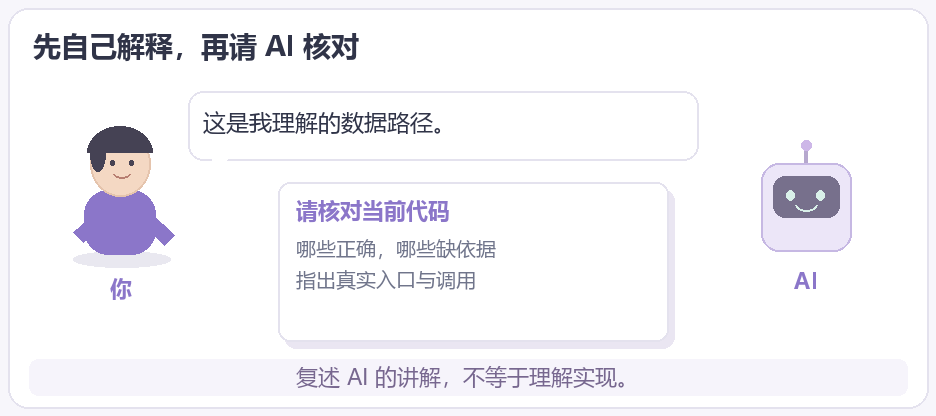 先自己解释，再请 AI 核对
这是我理解的数据路径。
请核对当前代码
哪些正确，哪些缺依据
指出真实入口与调用
你
AI
复述 AI 的讲解，不等于理解实现。